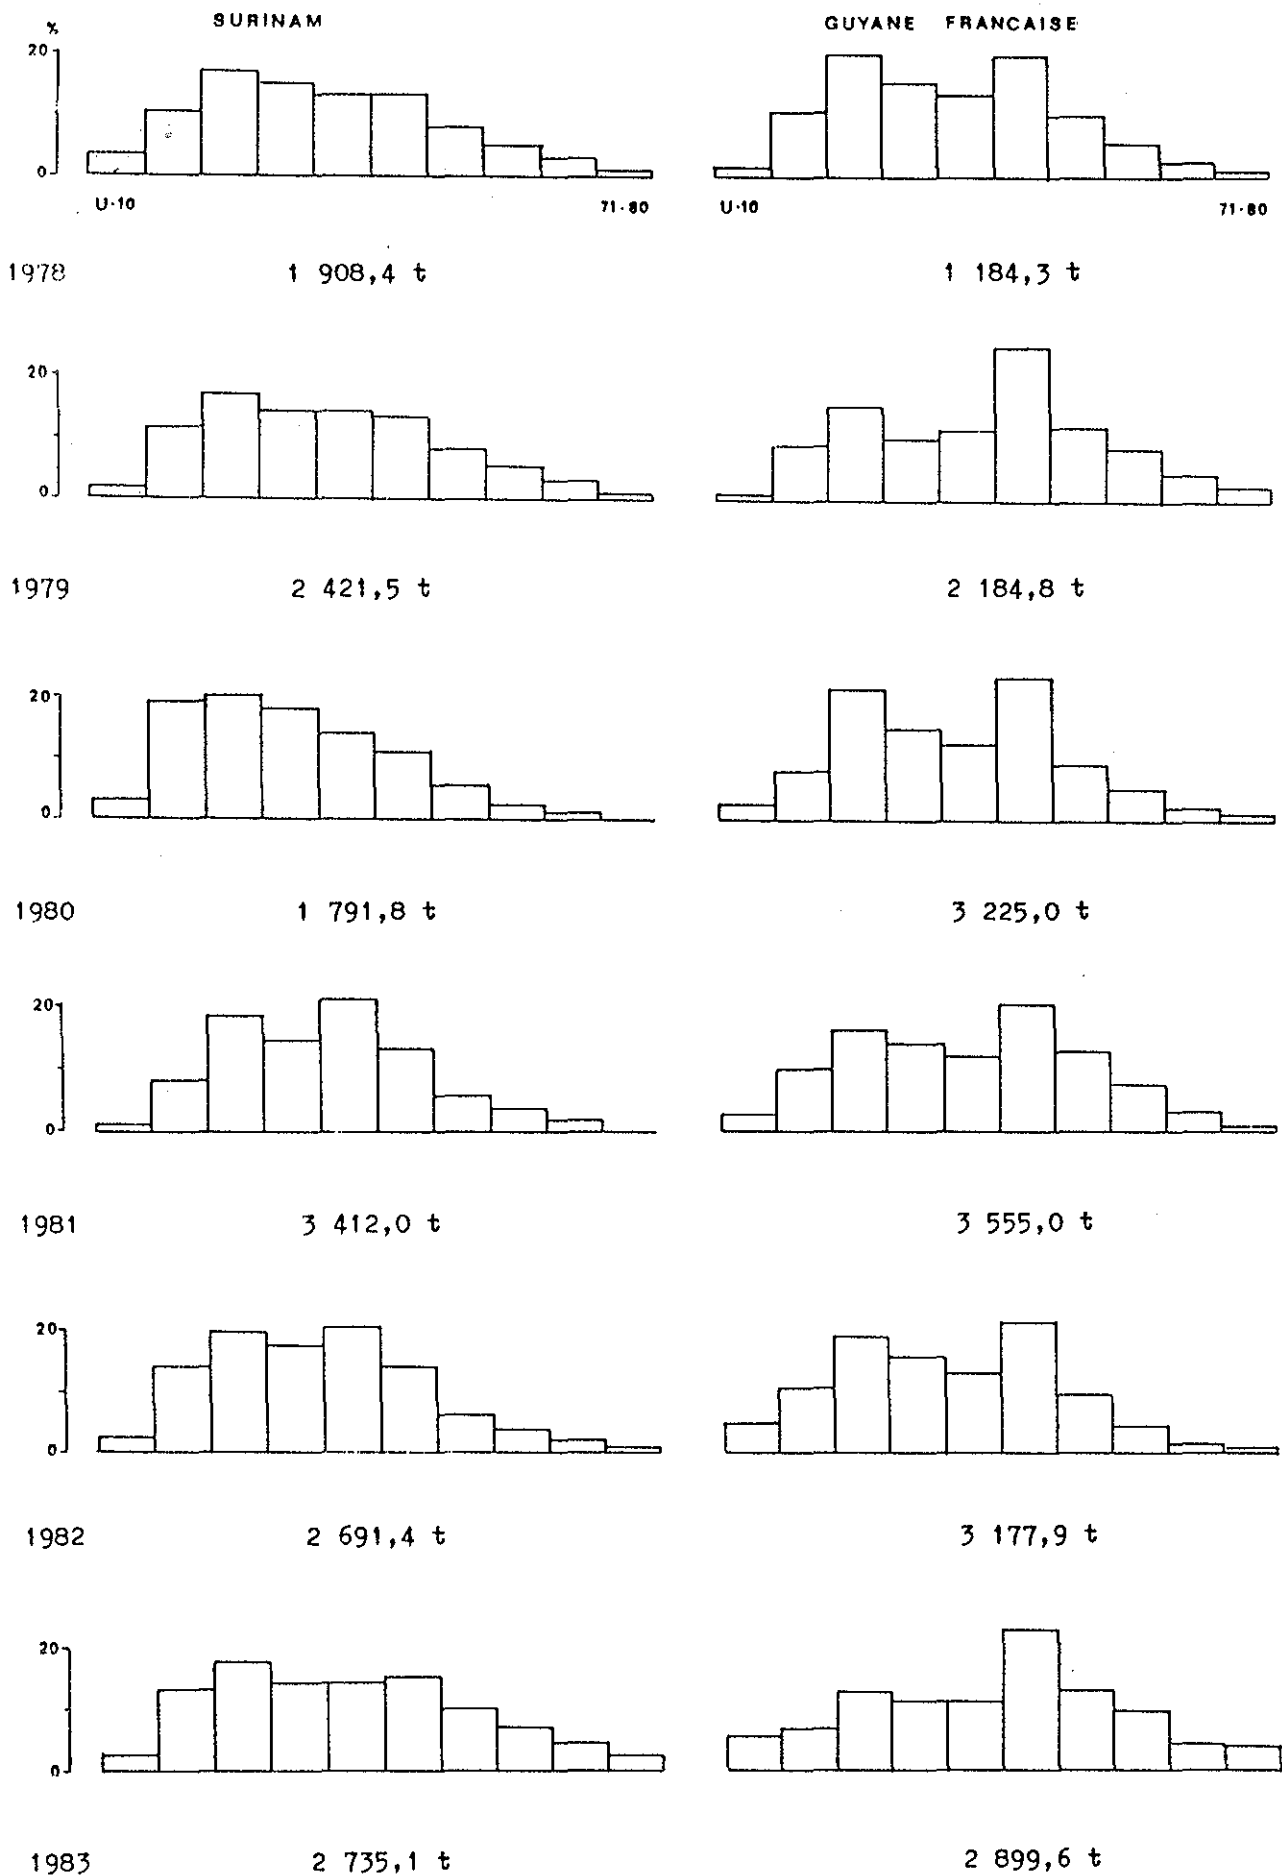 SURINAM GUYANE FRANCAISE
%
20
0
U-10 71-80 U-10 71-80
1978 1 908,4 t 1 184,3 t
20
0
1979 2 421,5 t 2 184,8 t
20
0
1980 1 791,8 t 3 225,0 t
20
0
1981 3 412,0 t 3 555,0 t
20
0
1982 2 691,4 t 3 177,9 t
20
0
1983 2 735,1 t 2 899,6 t